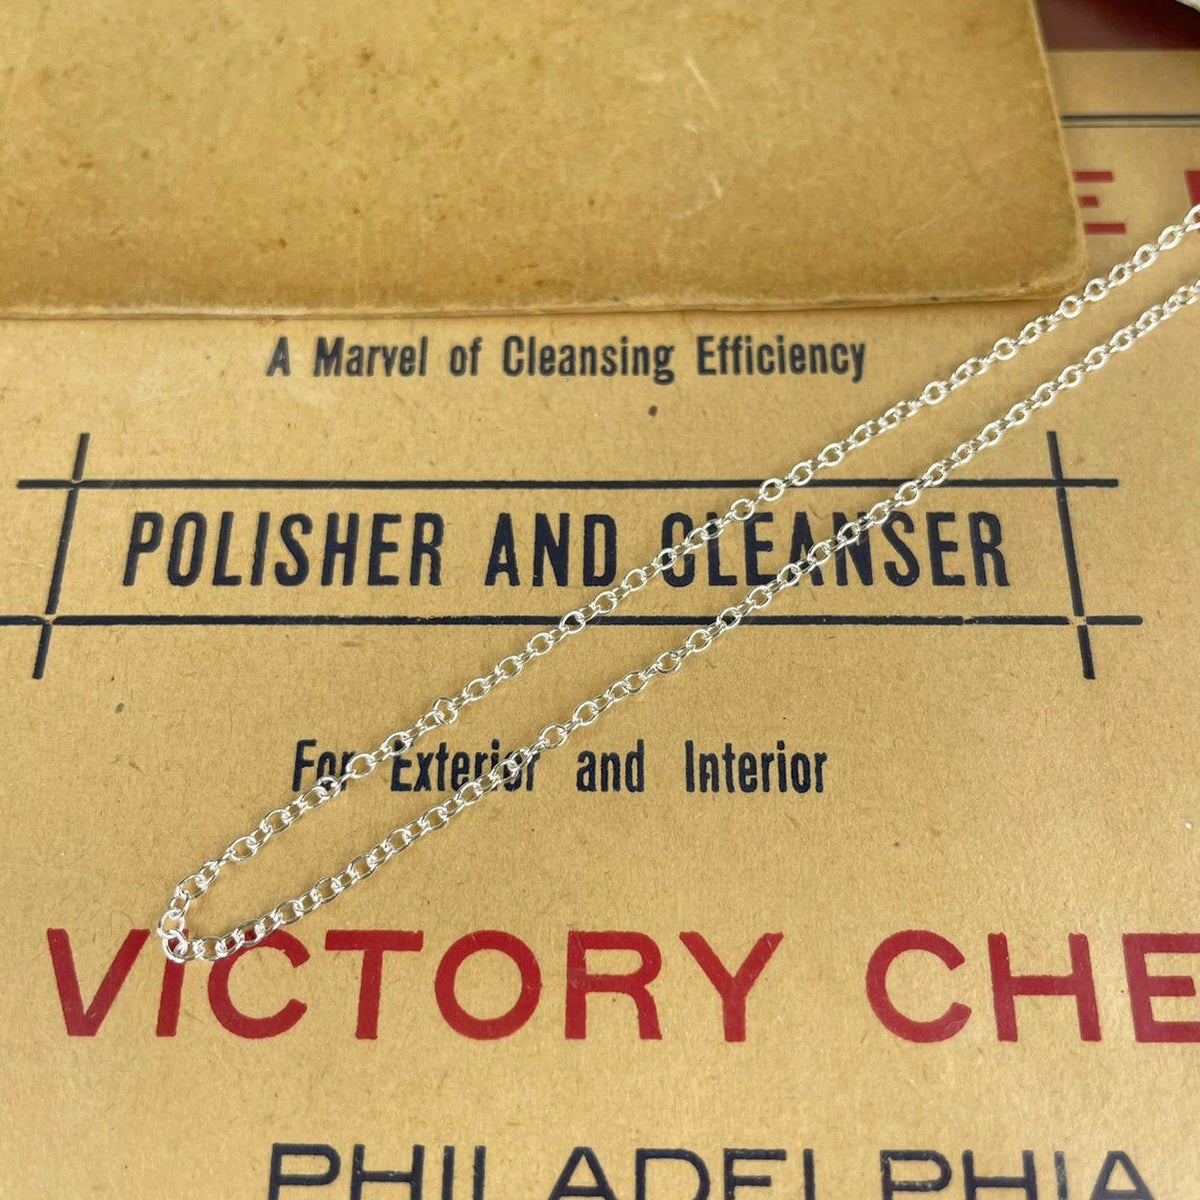 E
A Marvel of Cleansing Efficiency
POLISHER AND CLEANSER
For Exterior and Interior
VICTORY CHE
PHILADELPHIA